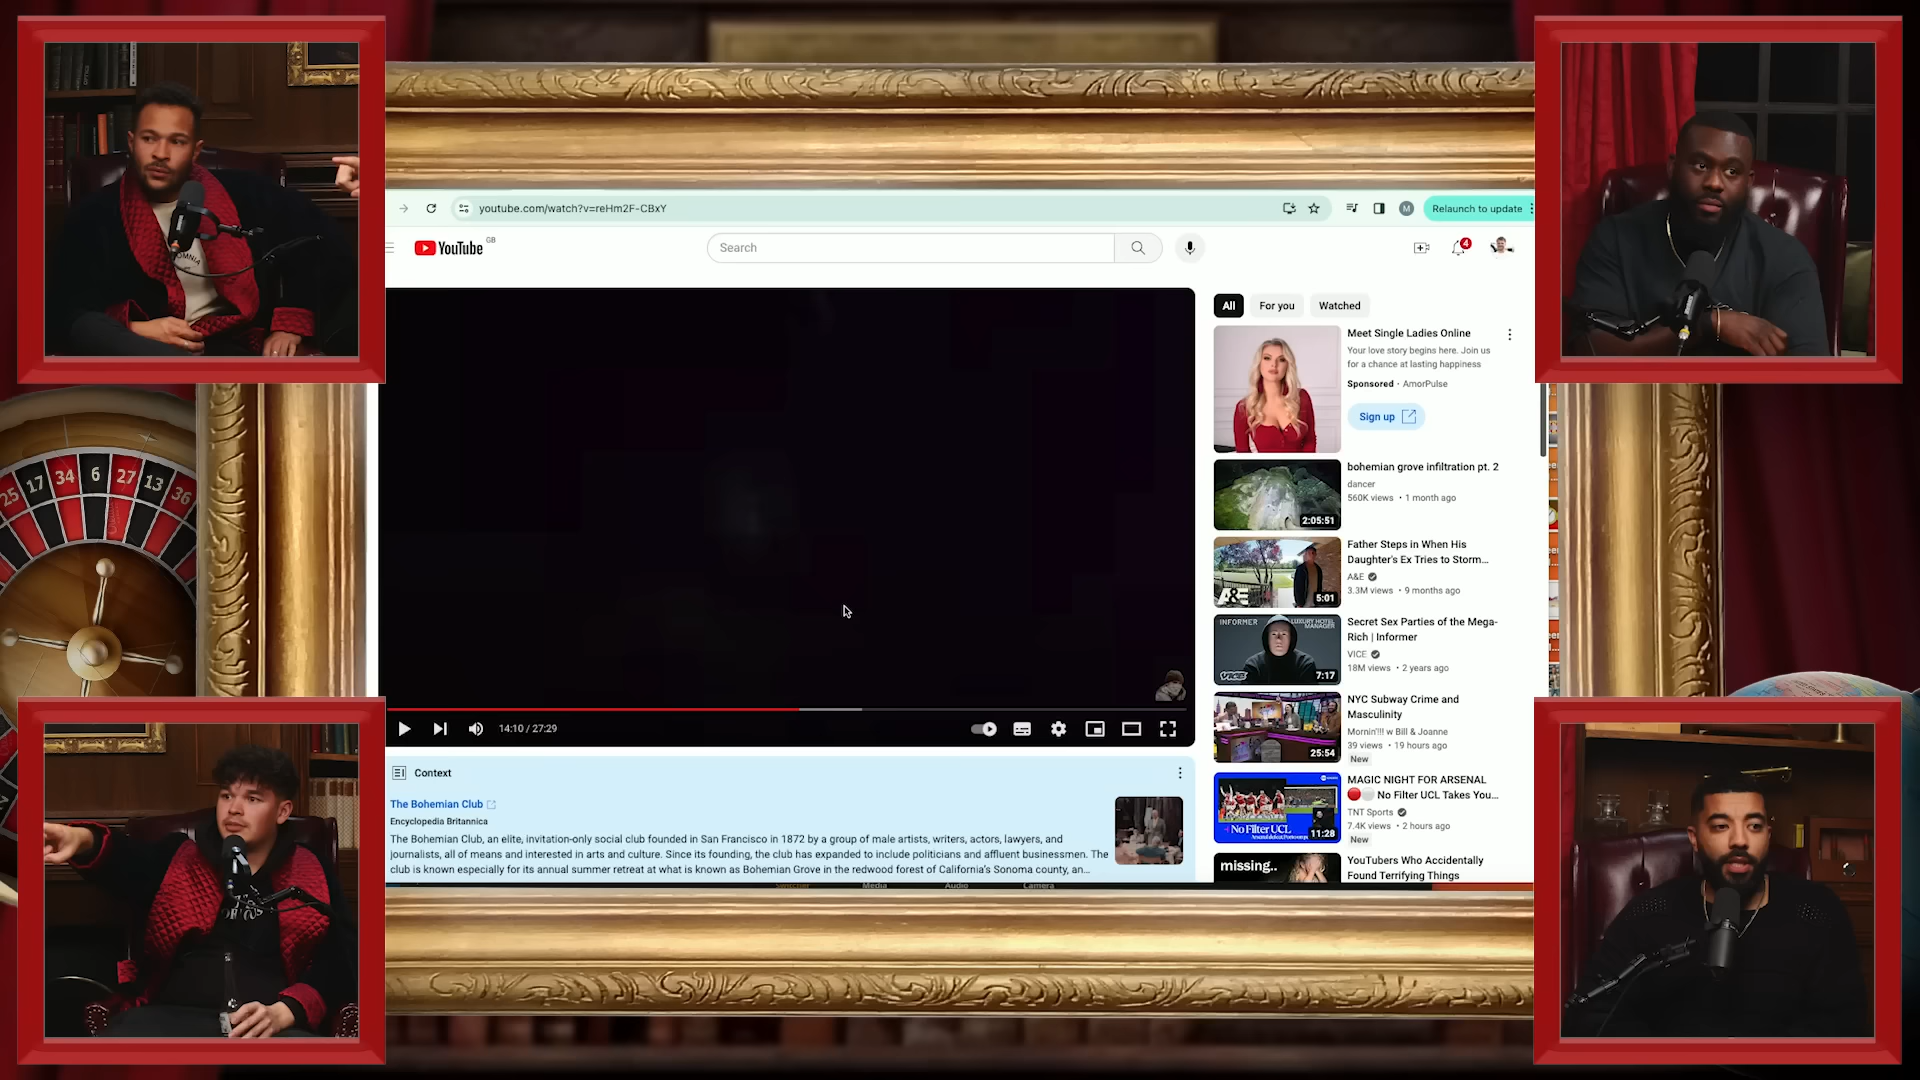 youtube.com/watch?v=reHm2F-CBxY
Relaunch to update
YouTube GB
Search
4
M
All
For you
Watched
Meet Single Ladies Online
Your love story begins here. Join us
for a chance at lasting happiness
Sponsored · AmorPulse
Sign up
bohemian grove infiltration pt. 2
dancer
560K views • 1 month ago
2:05:51
Father Steps in When His
Daughter's Ex Tries to Storm...
A&E
3.3M views • 9 months ago
A&E
5:01
INFORMER
LUXURY HOTEL
MANAGER
Secret Sex Parties of the Mega-
Rich | Informer
VICE
18M views • 2 years ago
VICE
7:17
NYC Subway Crime and
Masculinity
Mornin'!!! w Bill & Joanne
39 views • 19 hours ago
New
25:54
MAGIC NIGHT FOR ARSENAL
🔴⚪ No Filter UCL Takes You...
TNT Sports
7.4K views • 2 hours ago
New
No Filter UCL
11:28
missing..
YouTubers Who Accidentally
Found Terrifying Things
14:10 / 27:29
Context
The Bohemian Club
Encyclopedia Britannica
The Bohemian Club, an elite, invitation-only social club founded in San Francisco in 1872 by a group of male artists, writers, actors, lawyers, and
journalists, all of means and interested in arts and culture. Since its founding, the club has expanded to include politicians and affluent businessmen. The
club is known especially for its annual summer retreat at what is known as Bohemian Grove in the redwood forest of California's Sonoma county, an...
Switcher
Media
Audio
Camera
25 17 34 6 27 13 36